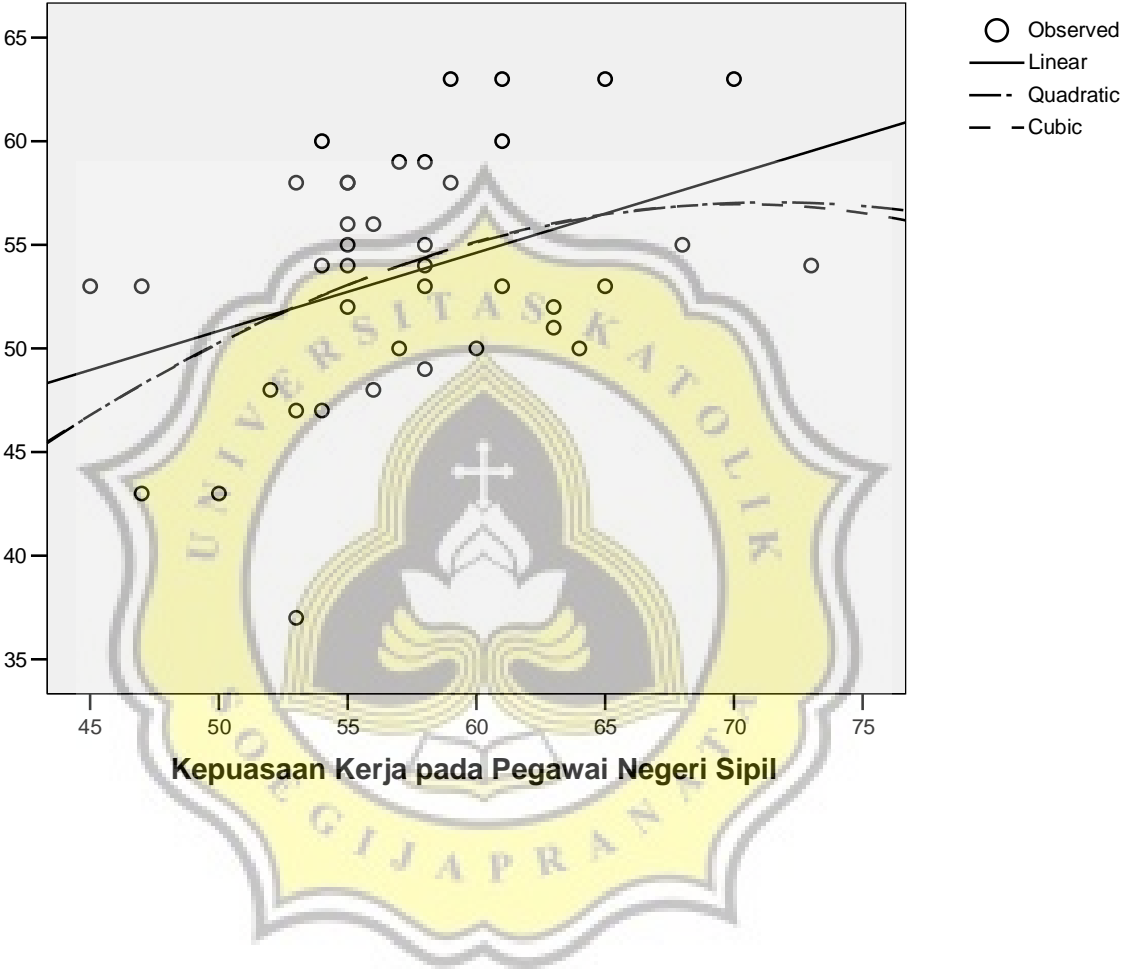 65
60
55
50
45
40
35
45 50 55 60 65 70 75
Kepuasaan Kerja pada Pegawai Negeri Sipil
Observed
Linear
Quadratic
Cubic
UNIVERSITAS KATOLIK
SOEGIJAPRANATA